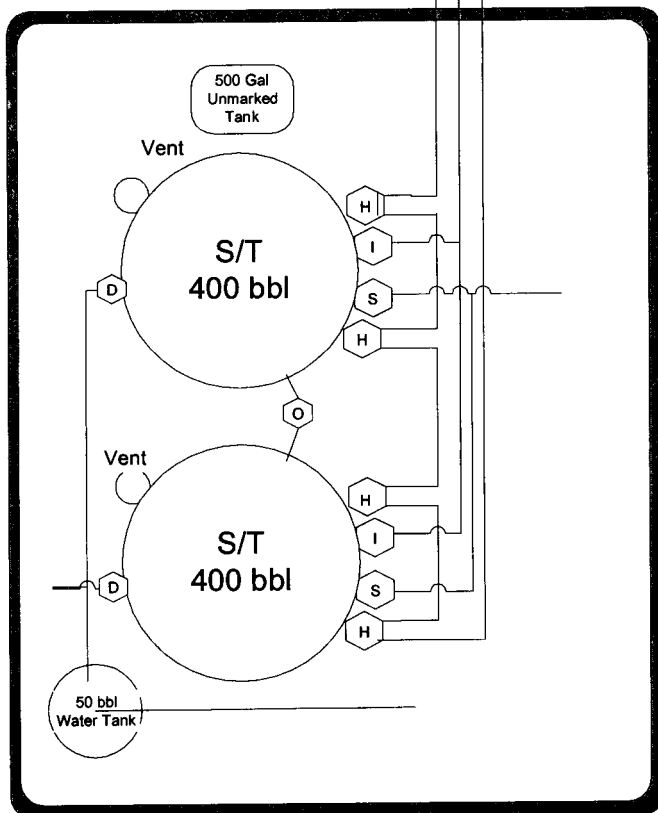 500 Gal
Unmarked
Tank
Vent
H
S/T
400 bbl
I
D
S
H
O
Vent
H
S/T
400 bbl
I
D
S
H
50 bbl
Water Tank